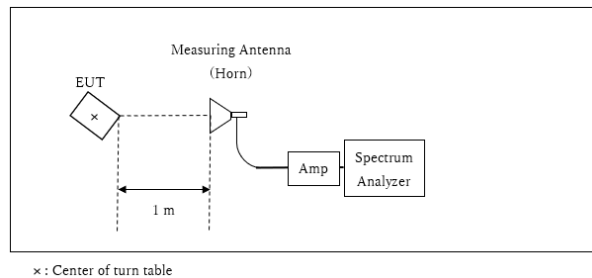 Measuring Antenna
(Horn)
EUT
×
Amp
Spectrum
Analyzer
1 m
× : Center of turn table